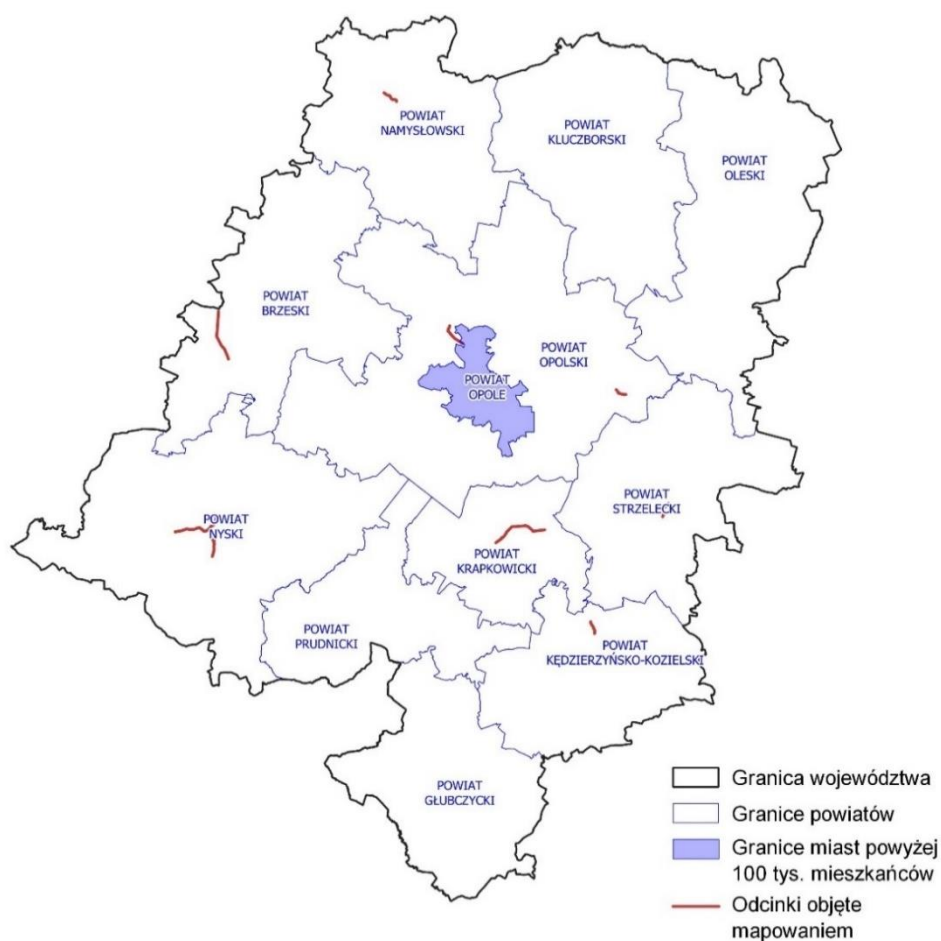 POWIAT
NAMYSŁOWSKI
POWIAT
KLUCZBORSKI
POWIAT
OLESKI
POWIAT
BRZESKI
POWIAT
OPOLSKI
POWIAT
OPOLE
POWIAT
STRZELECKI
POWIAT
NYSKI
POWIAT
KRAPKOWICKI
POWIAT
PRUDNICKI
POWIAT
KĘDZIERZYŃSKO-KOZIELSKI
POWIAT
GŁUBCZYCKI
Granica województwa
Granice powiatów
Granice miast powyżej
100 tys. mieszkańców
Odcinki objęte
mapowaniem